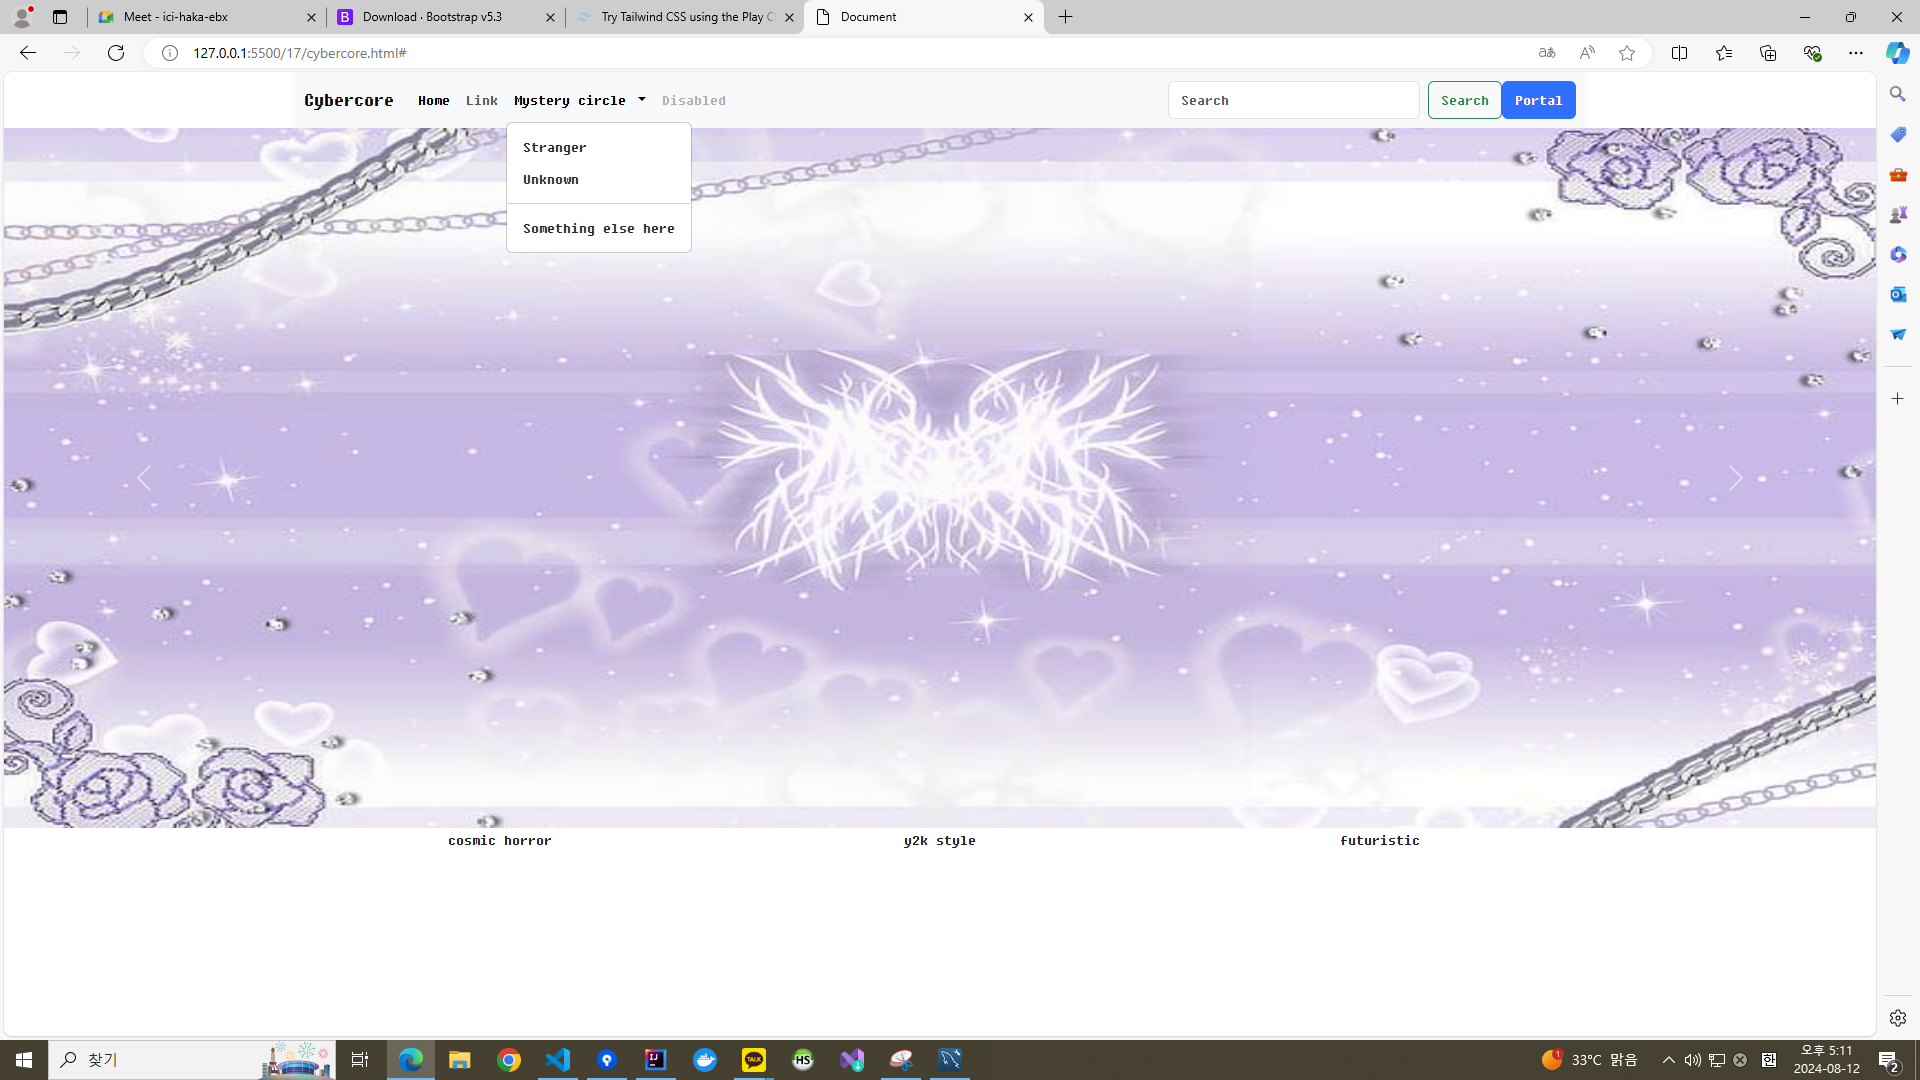 Meet - ici-haka-ebx
Download · Bootstrap v5.3
Try Tailwind CSS using the Play C
Document
127.0.0.1:5500/17/cybercore.html#
Cybercore
Home
Link
Mystery circle
Disabled
Search
Search
Portal
Stranger
Unknown
Something else here
cosmic horror
y2k style
futuristic
찾기
33°C 맑음
오후 5:11
2024-08-12